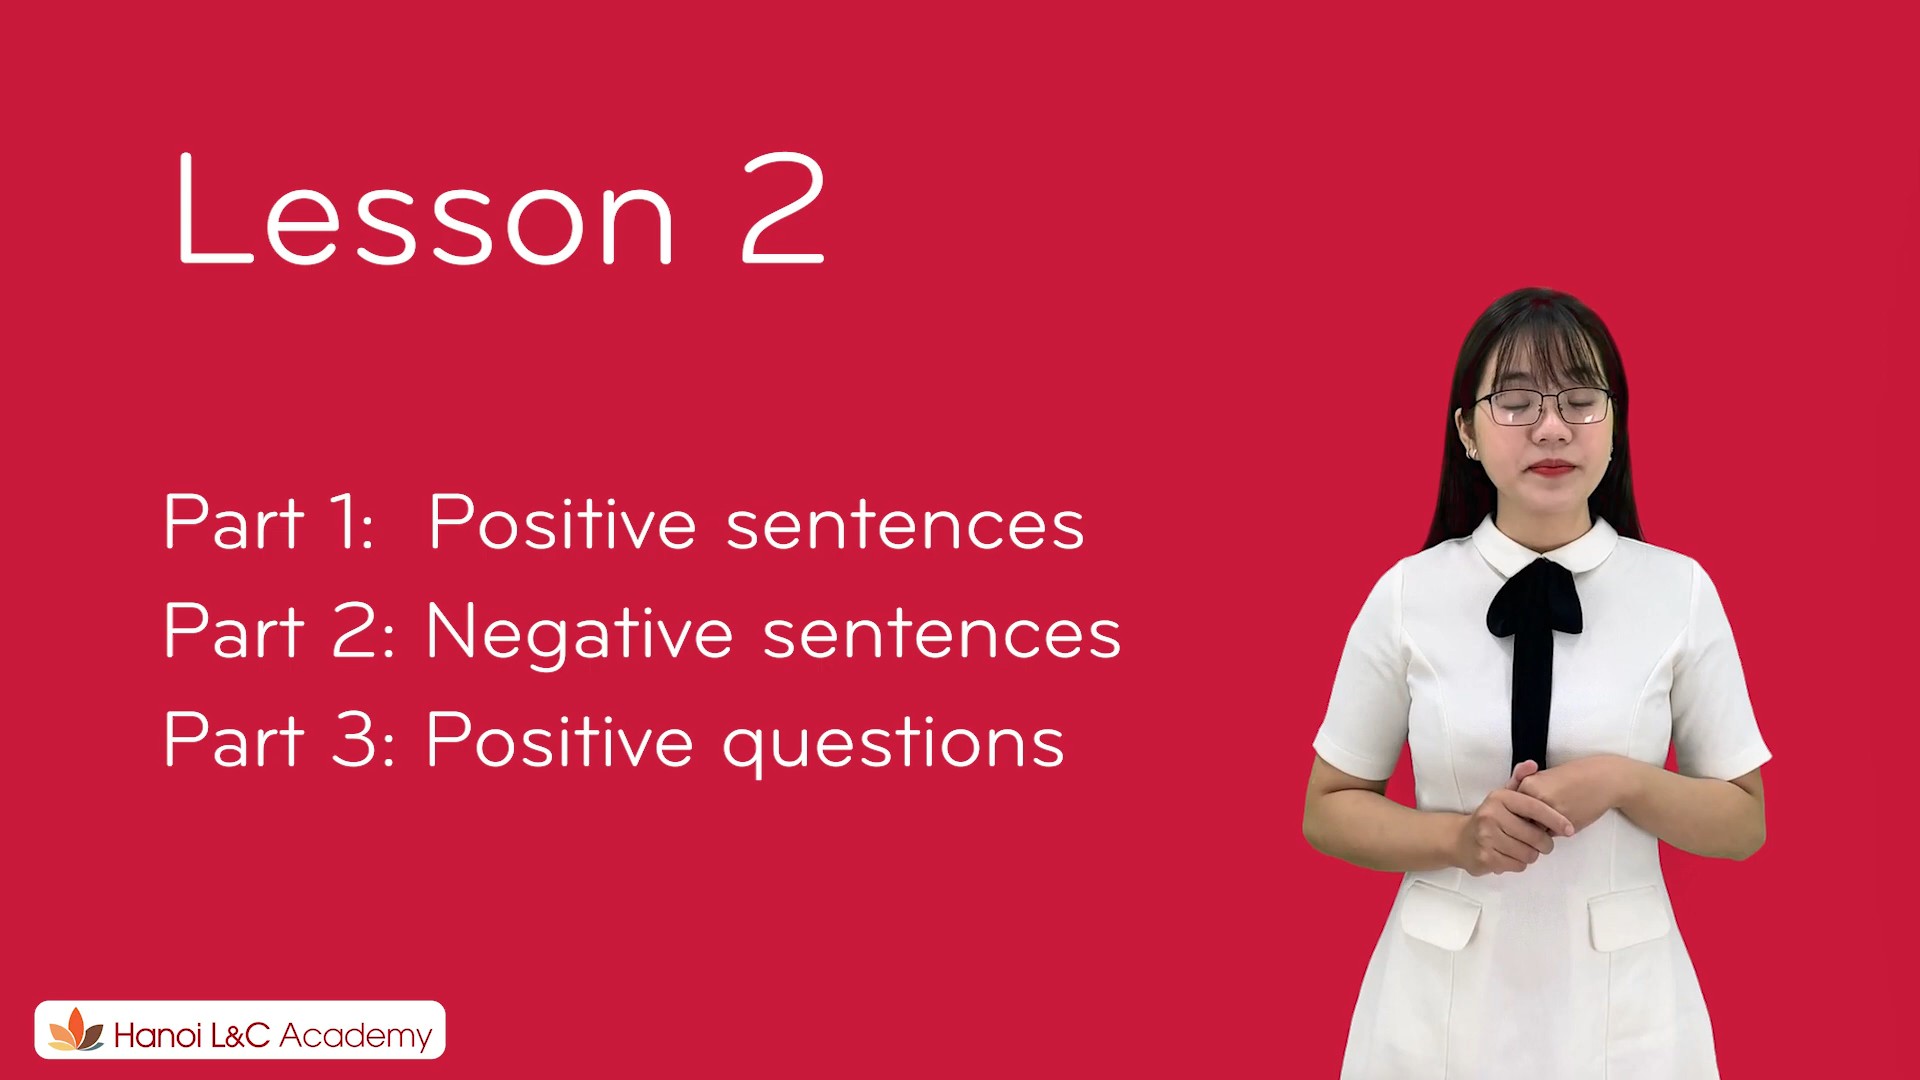 Lesson 2
Part 1: Positive sentences
Part 2: Negative sentences
Part 3: Positive questions
Hanoi L&C Academy